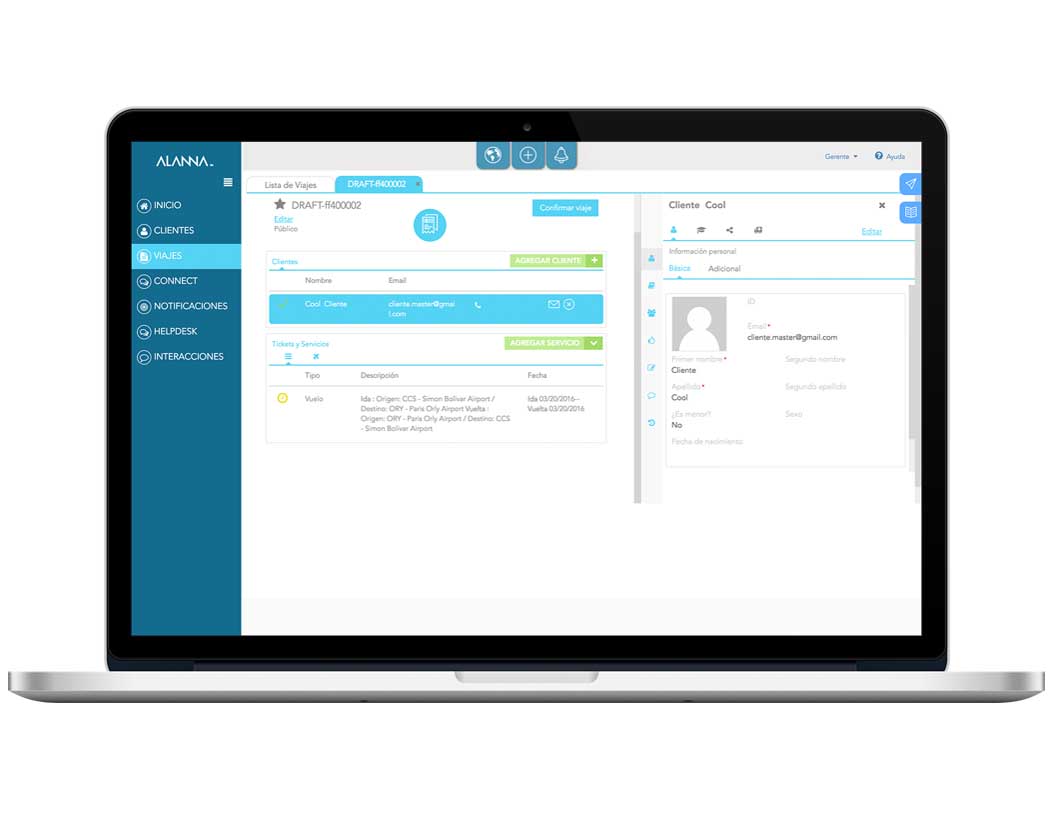 ALANNA
Gerente
Ayuda
Lista de Viajes
DRAFT-ff400002
INICIO
CLIENTES
VIAJES
CONNECT
NOTIFICACIONES
HELPDESK
INTERACCIONES
DRAFT-ff400002
Editar
Público
Confirmar viaje
Clientes
AGREGAR CLIENTE +
Nombre Email
Cool Cliente cliente.master@gmai
l.com
Tickets y Servicios
AGREGAR SERVICIO
Tipo Descripción Fecha
Vuelo
Ida : Origen: CCS - Simon Bolivar Airport /
Destino: ORY - Paris Orly Airport Vuelta :
Origen: ORY - Paris Orly Airport / Destino: CCS
- Simon Bolivar Airport
Ida 03/20/2016--
Vuelta 03/20/2016
Cliente Cool
Editar
Información personal
Básica Adicional
ID
Email*
cliente.master@gmail.com
Primer nombre* Segundo nombre
Cliente
Apellido* Segundo apellido
Cool
¿Es menor? Sexo
No
Fecha de nacimiento